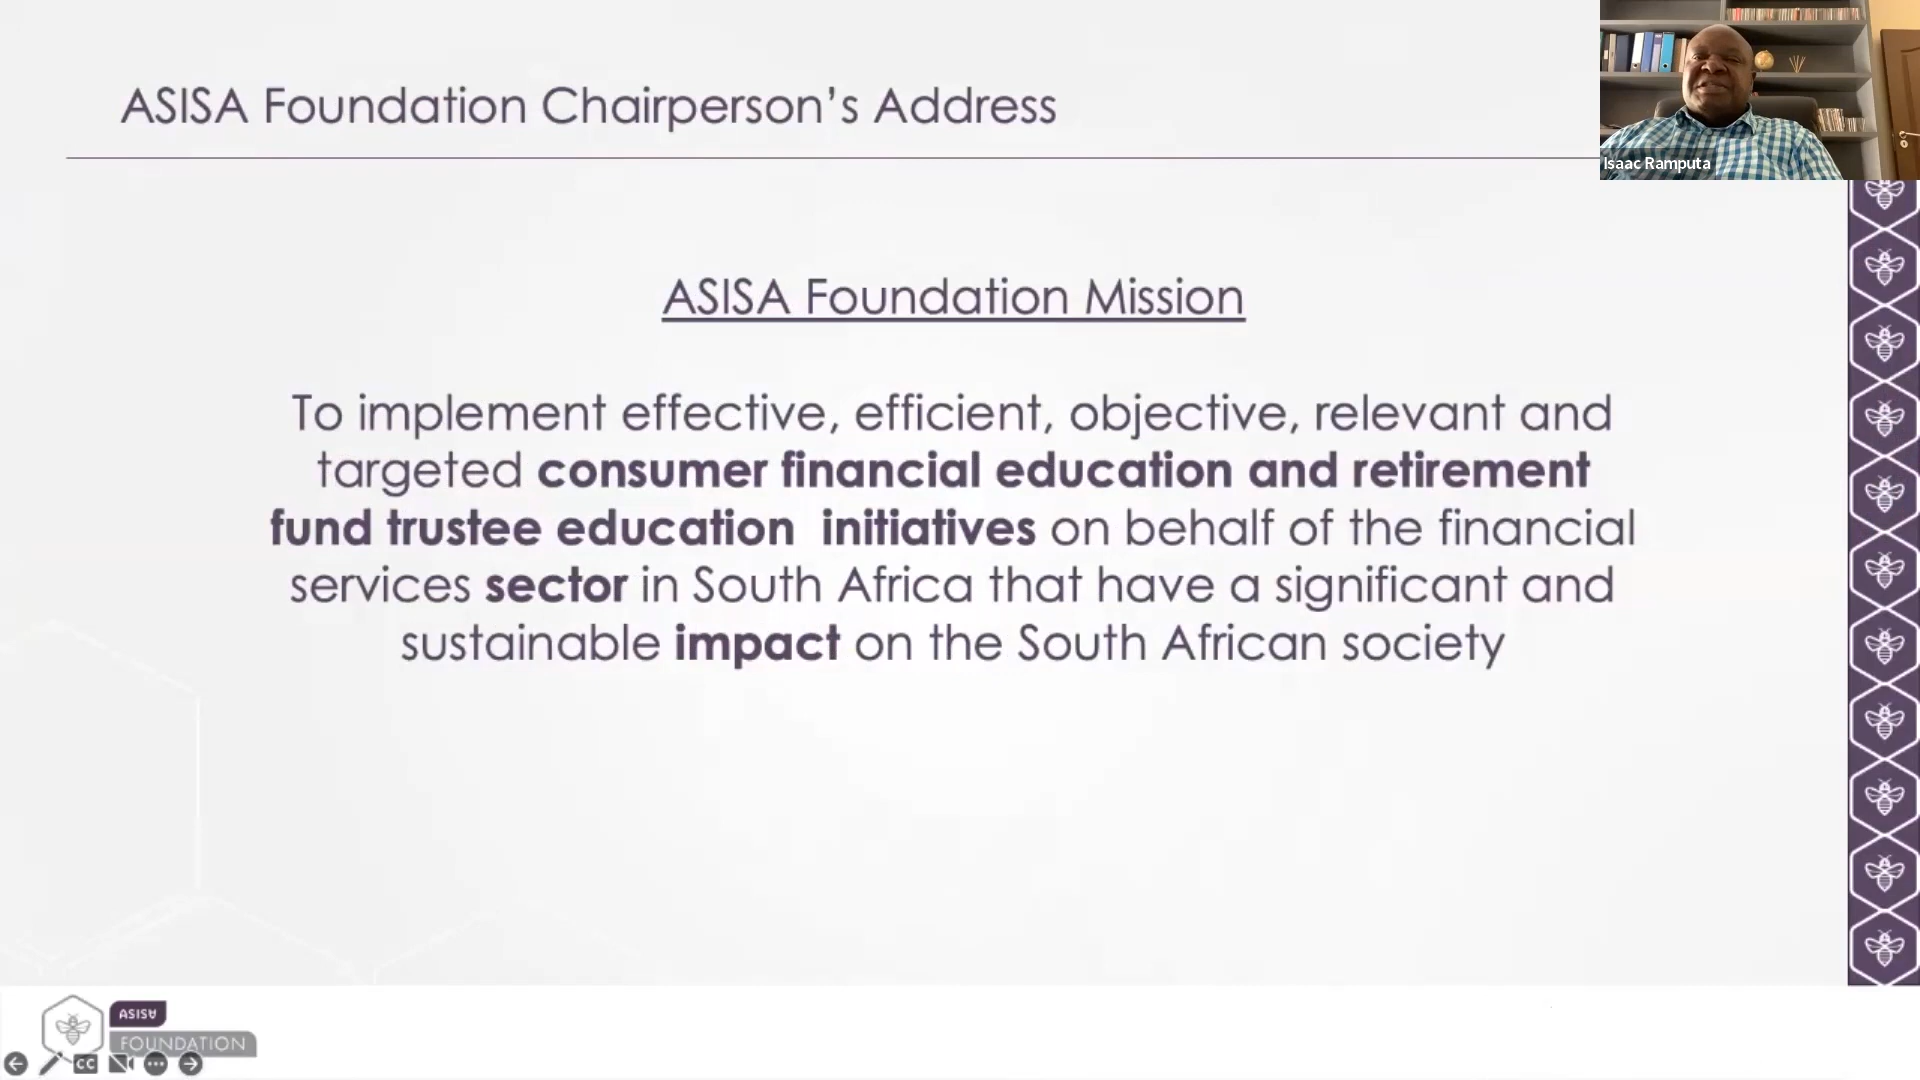 ASISA Foundation Chairperson’s Address
Isaac Ramputa
ASISA Foundation Mission
To implement effective, efficient, objective, relevant and
targeted consumer financial education and retirement
fund trustee education initiatives on behalf of the financial
services sector in South Africa that have a significant and
sustainable impact on the South African society
ASISA
FOUNDATION
CC